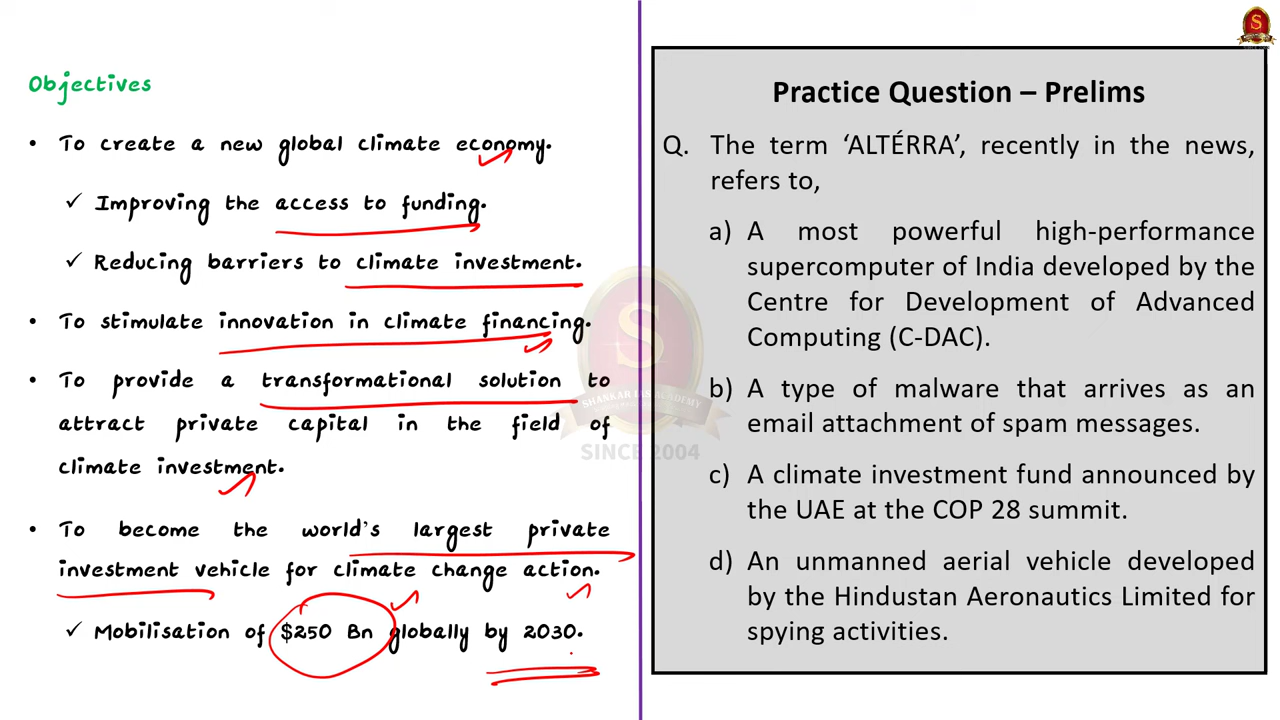 Objectives
• To create a new global climate economy.
✓ Improving the access to funding.
✓ Reducing barriers to climate investment.
• To stimulate innovation in climate financing.
• To provide a transformational solution to
attract private capital in the field of
climate investment.
• To become the world's largest private
investment vehicle for climate change action.
✓ Mobilisation of $250 Bn globally by 2030.
Practice Question – Prelims
Q. The term ‘ALTÉRRA’, recently in the news,
refers to,
a) A most powerful high-performance
supercomputer of India developed by the
Centre for Development of Advanced
Computing (C-DAC).
b) A type of malware that arrives as an
email attachment of spam messages.
c) A climate investment fund announced by
the UAE at the COP 28 summit.
d) An unmanned aerial vehicle developed
by the Hindustan Aeronautics Limited for
spying activities.
S
SHANKAR IAS ACADEMY
SINCE 2004
S